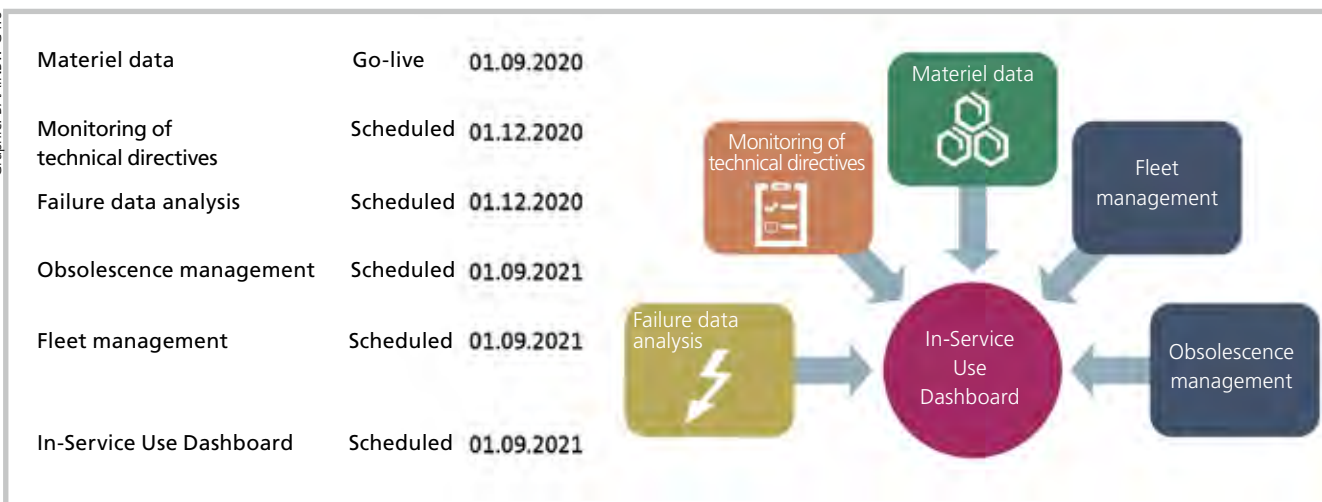 Materiel data Go-live 01.09.2020
Monitoring of
technical directives Scheduled 01.12.2020
Failure data analysis Scheduled 01.12.2020
Obsolescence management Scheduled 01.09.2021
Fleet management Scheduled 01.09.2021
In-Service Use Dashboard Scheduled 01.09.2021
Materiel data
Monitoring of
technical directives
Fleet
management
Failure data
analysis
In-Service
Use
Dashboard
Obsolescence
management